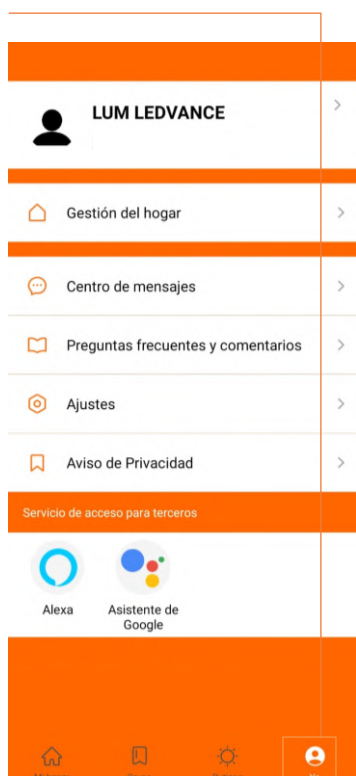 LUM LEDVANCE
Gestión del hogar
Centro de mensajes
Preguntas frecuentes y comentarios
Ajustes
Aviso de Privacidad
Servicio de acceso para terceros
Alexa
Asistente de
Google